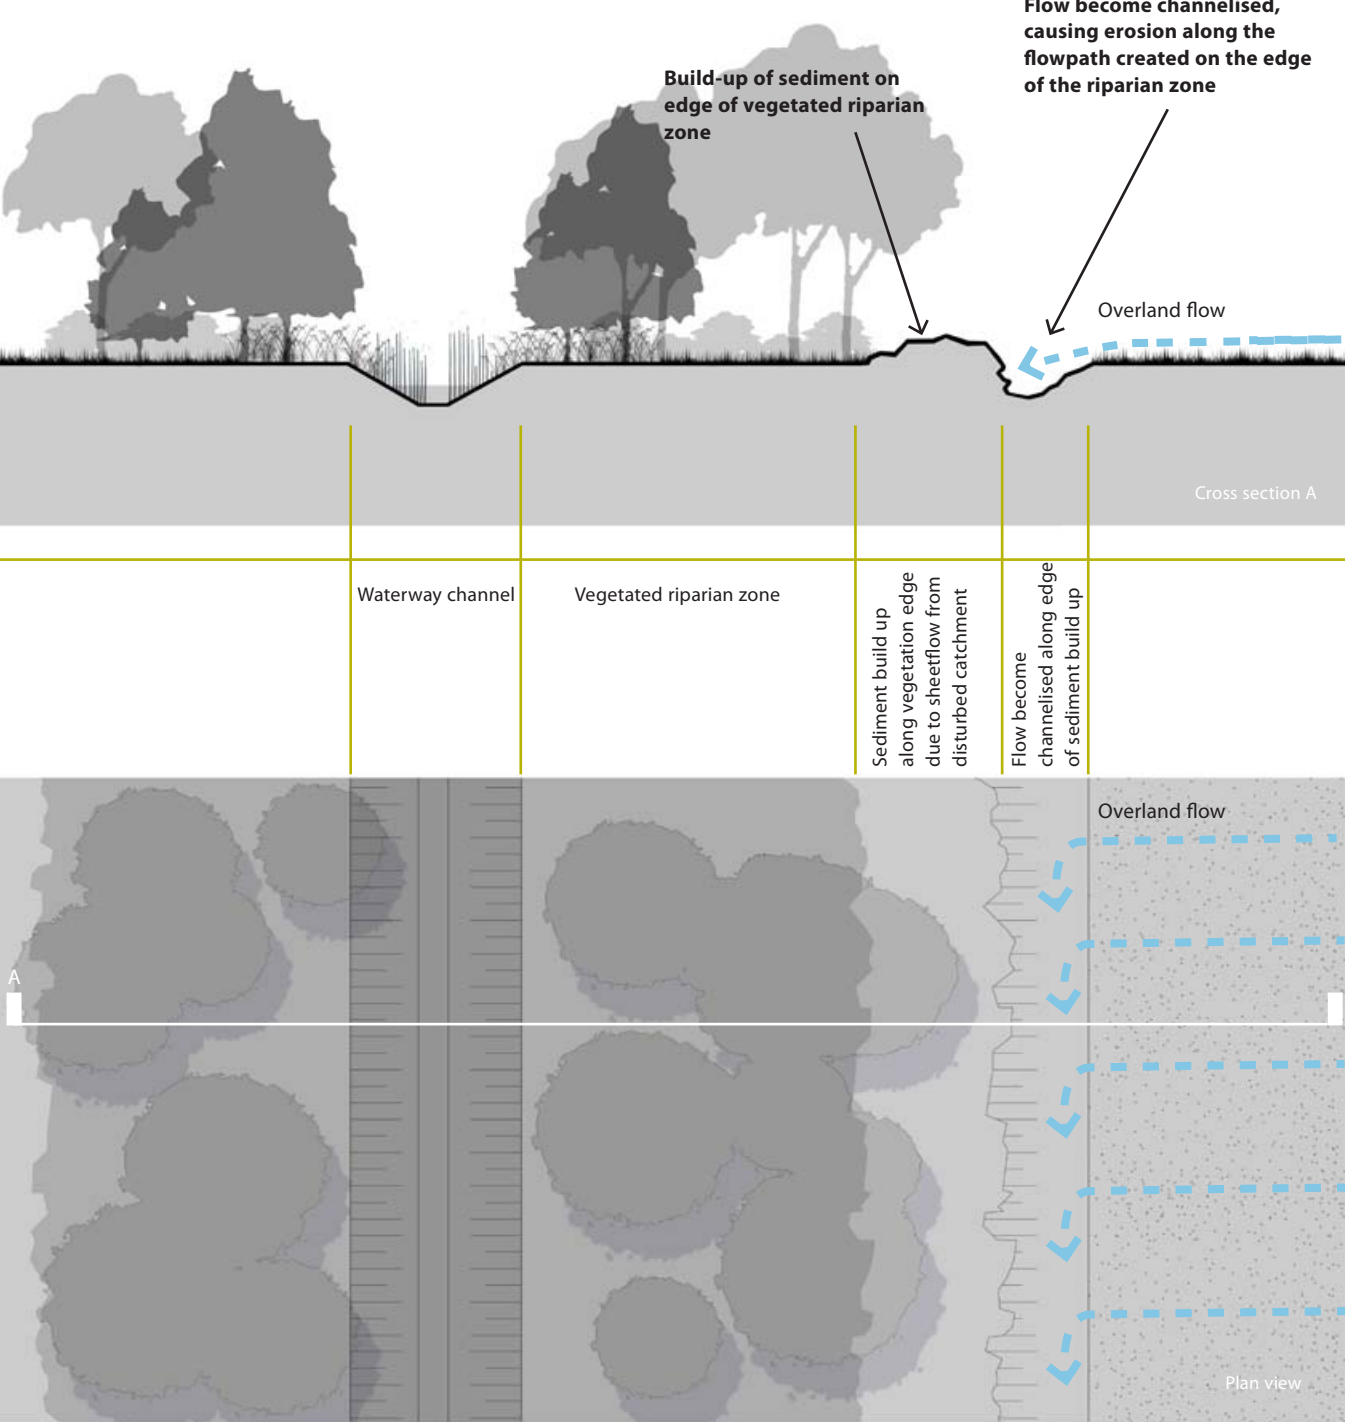 Flow become channelised,
causing erosion along the
flowpath created on the edge
of the riparian zone
Build-up of sediment on
edge of vegetated riparian
zone
Overland flow
Cross section A
Waterway channel
Vegetated riparian zone
Sediment build up
along vegetation edge
due to sheetflow from
disturbed catchment
Flow become
channelised along edge
of sediment build up
Overland flow
A
Plan view